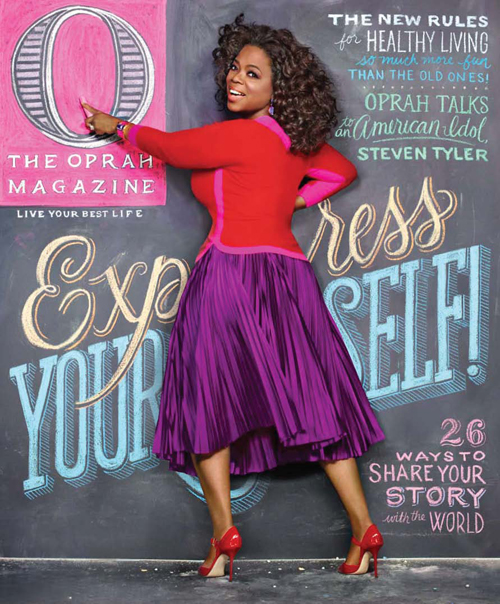 O
THE OPRAH
MAGAZINE
LIVE YOUR BEST LIFE
THE NEW RULES
for HEALTHY LIVING
so much more fun
THAN THE OLD ONES!
OPRAH TALKS
to
an American Idol,
STEVEN TYLER
Express
YOURSELF!
26
WAYS TO
SHARE YOUR
STORY
with the WORLD